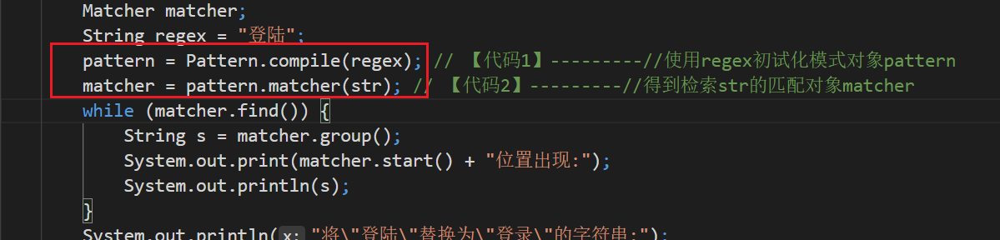 Matcher matcher;
String regex = "登陆";
pattern = Pattern.compile(regex); // 【代码1】---------//使用regex初试化模式对象pattern
matcher = pattern.matcher(str); // 【代码2】---------//得到检索str的匹配对象matcher
while (matcher.find()) {
String s = matcher.group();
System.out.print(matcher.start() + "位置出现:");
System.out.println(s);
}
System.out.println(x: "将\"登陆\"替换为\"登录\"的字符串:");